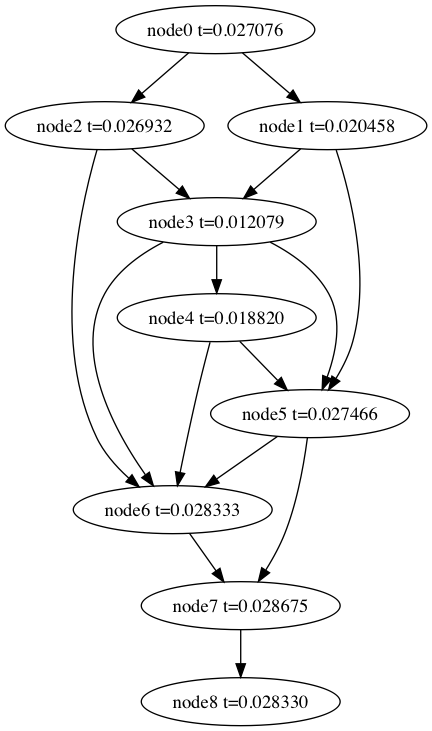 node0 t=0.027076
node2 t=0.026932
node1 t=0.020458
node3 t=0.012079
node4 t=0.018820
node5 t=0.027466
node6 t=0.028333
node7 t=0.028675
node8 t=0.028330